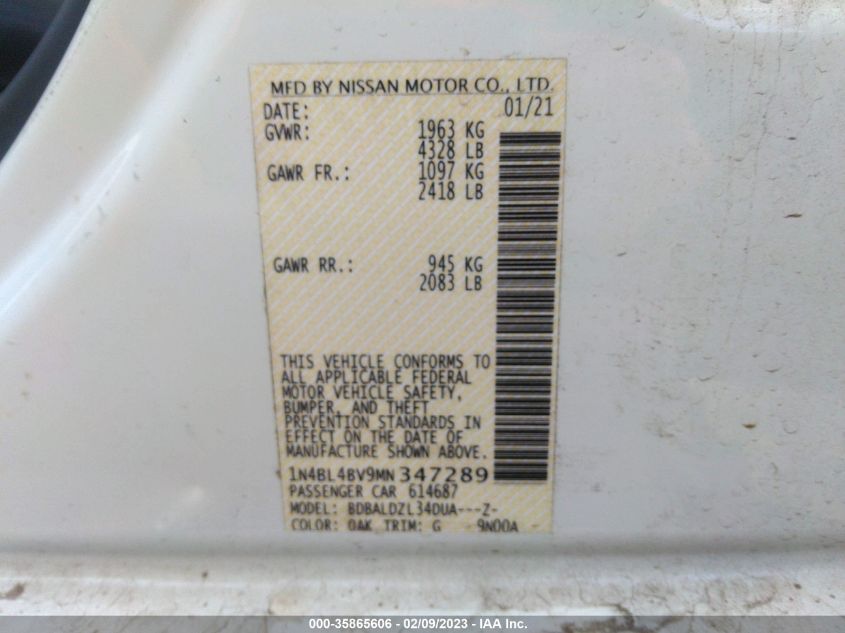 MFD BY NISSAN MOTOR CO., LTD.
DATE: 01/21
GVWR: 1963 KG
4328 LB
GAWR FR.: 1097 KG
2418 LB
GAWR RR.: 945 KG
2083 LB
THIS VEHICLE CONFORMS TO
ALL APPLICABLE FEDERAL
MOTOR VEHICLE SAFETY,
BUMPER, AND THEFT
PREVENTION STANDARDS IN
EFFECT ON THE DATE OF
MANUFACTURE SHOWN ABOVE.
1N4BL4BV9MN347289
PASSENGER CAR 614687
MODEL: BDBALDZL34DUA---Z-
COLOR: QAK TRIM: G 9N00A
000-35865606 - 02/09/2023 - IAA Inc.